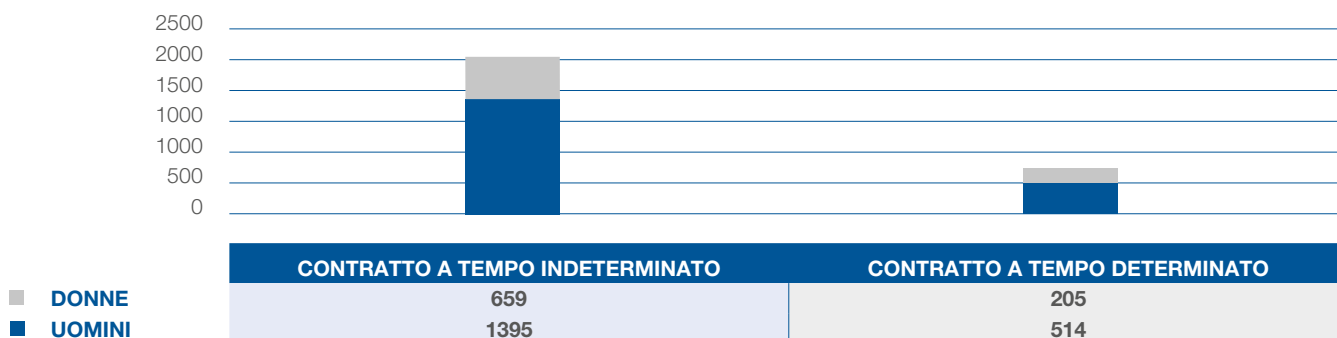 2500
2000
1500
1000
1000
500
0
CONTRATTO A TEMPO INDETERMINATO CONTRATTO A TEMPO DETERMINATO
DONNE 659 205
UOMINI 1395 514